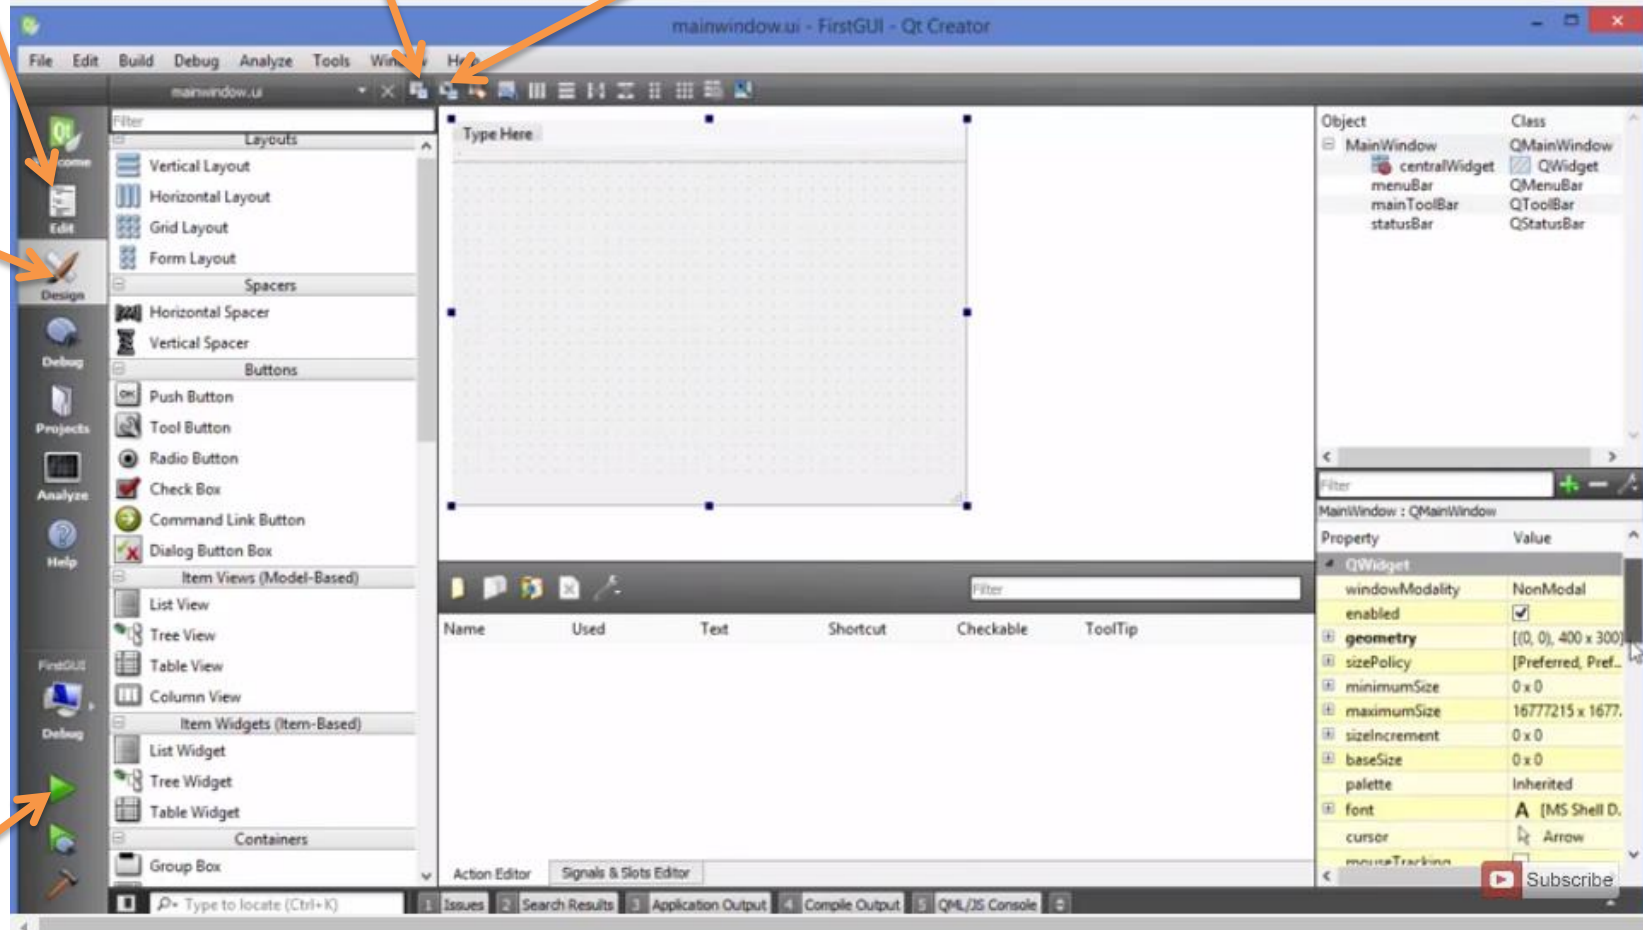 mainwindow.ui - FirstGUI - Qt Creator
File Edit Build Debug Analyze Tools
mainwindow.ui
Edit
Design
Debug
Projects
Analyze
Help
FirstGUI
Debug
Filter
Layouts
Vertical Layout
Horizontal Layout
Grid Layout
Form Layout
Spacers
Horizontal Spacer
Vertical Spacer
Buttons
Push Button
Tool Button
Radio Button
Check Box
Command Link Button
Dialog Button Box
Item Views (Model-Based)
List View
Tree View
Table View
Column View
Item Widgets (Item-Based)
List Widget
Tree Widget
Table Widget
Containers
Group Box
Type Here
Filter
Name Used Text Shortcut Checkable ToolTip
Action Editor Signals & Slots Editor
Object Class
MainWindow QMainWindow
centralWidget QWidget
menuBar QMenuBar
mainToolBar QToolBar
statusBar QStatusBar
Filter
MainWindow : QMainWindow
Property Value
QWidget
windowModality NonModal
enabled
geometry [(0, 0), 400 x 300]
sizePolicy [Preferred, Pref...
minimumSize 0 x 0
maximumSize 16777215 x 1677.
sizeIncrement 0 x 0
baseSize 0 x 0
palette Inherited
font A [MS Shell D.
cursor Arrow
mouseTracking
Subscribe
Type to locate (Ctrl+K) 1 Issues 2 Search Results 3 Application Output 4 Compile Output 5 QML/JS Console